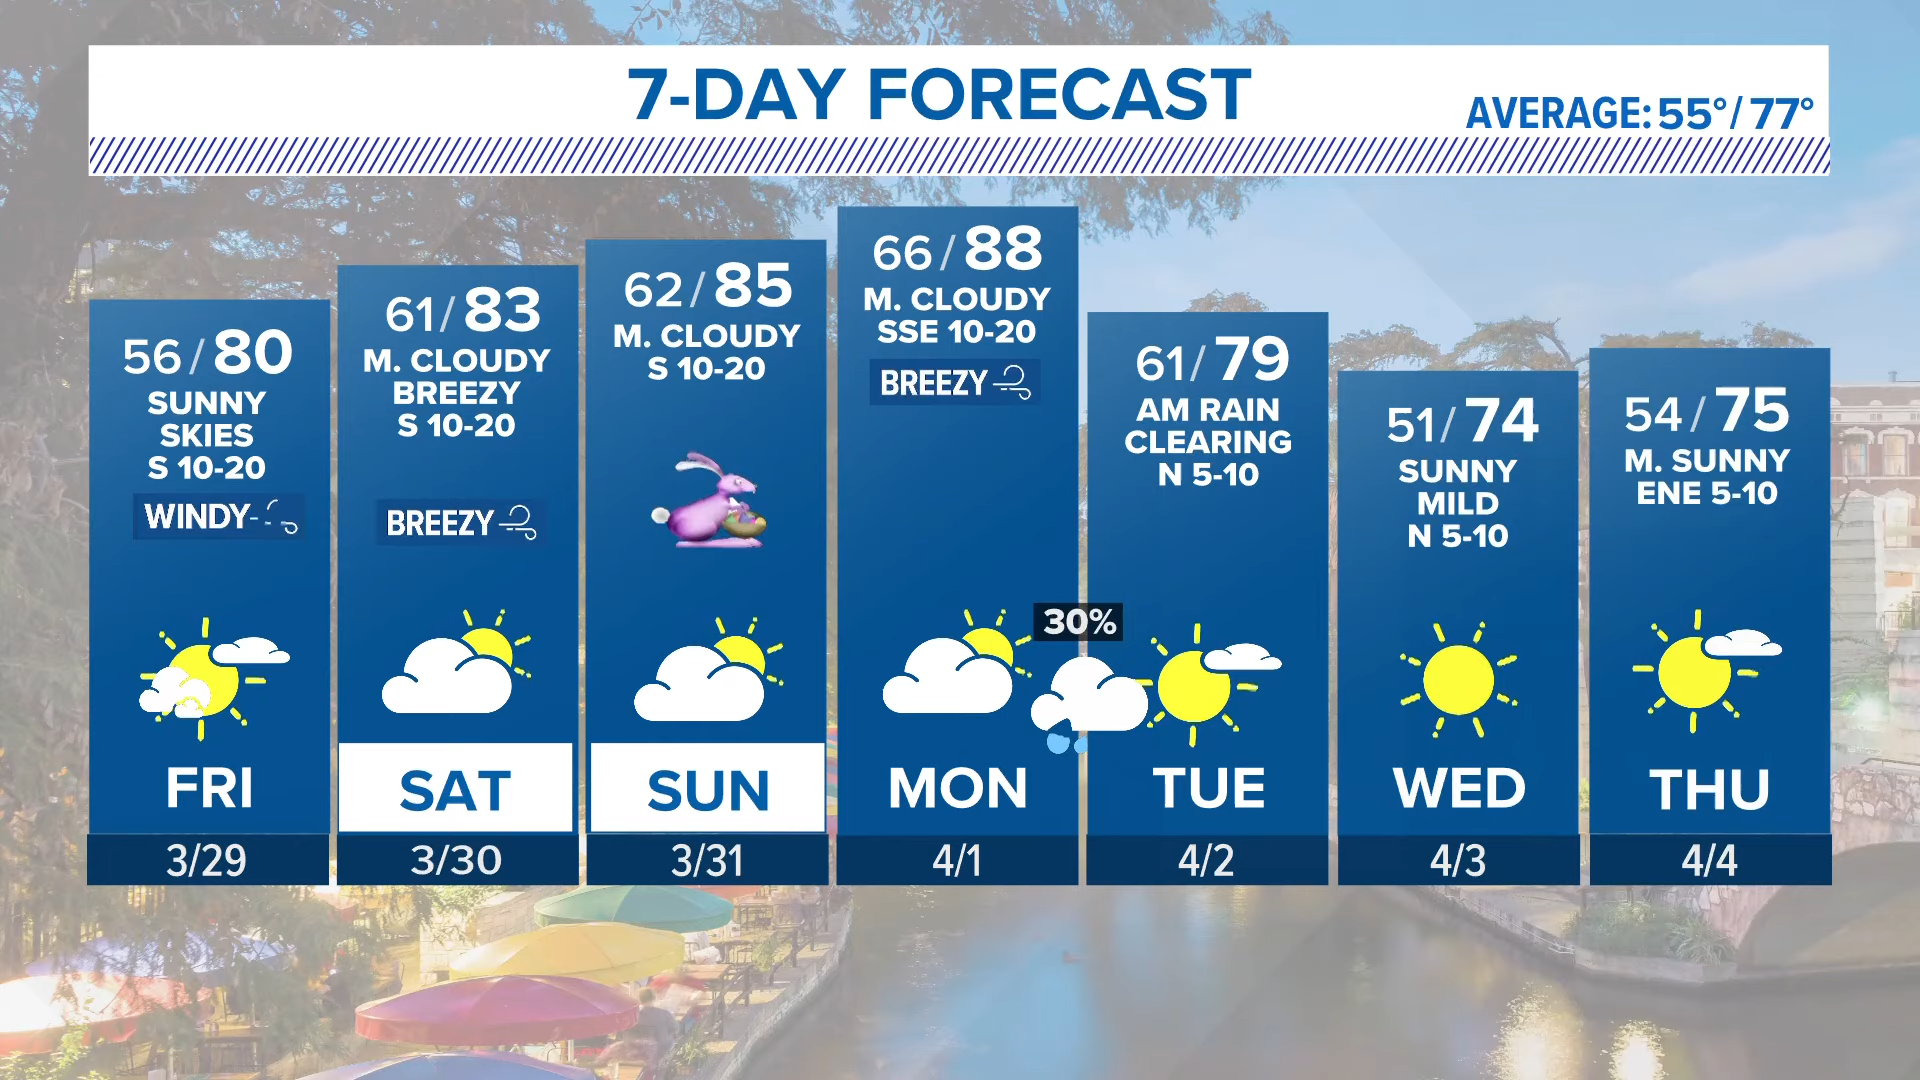 7-DAY FORECAST
AVERAGE: 55°/77°
56/80
SUNNY
SKIES
S 10-20
WINDY
FRI
3/29
61/83
M. CLOUDY
BREEZY
S 10-20
BREEZY
SAT
3/30
62/85
M. CLOUDY
S 10-20
SUN
3/31
66/88
M. CLOUDY
SSE 10-20
BREEZY
MON
4/1
30%
61/79
AM RAIN
CLEARING
N 5-10
TUE
4/2
51/74
SUNNY
MILD
N 5-10
WED
4/3
54/75
M. SUNNY
ENE 5-10
THU
4/4